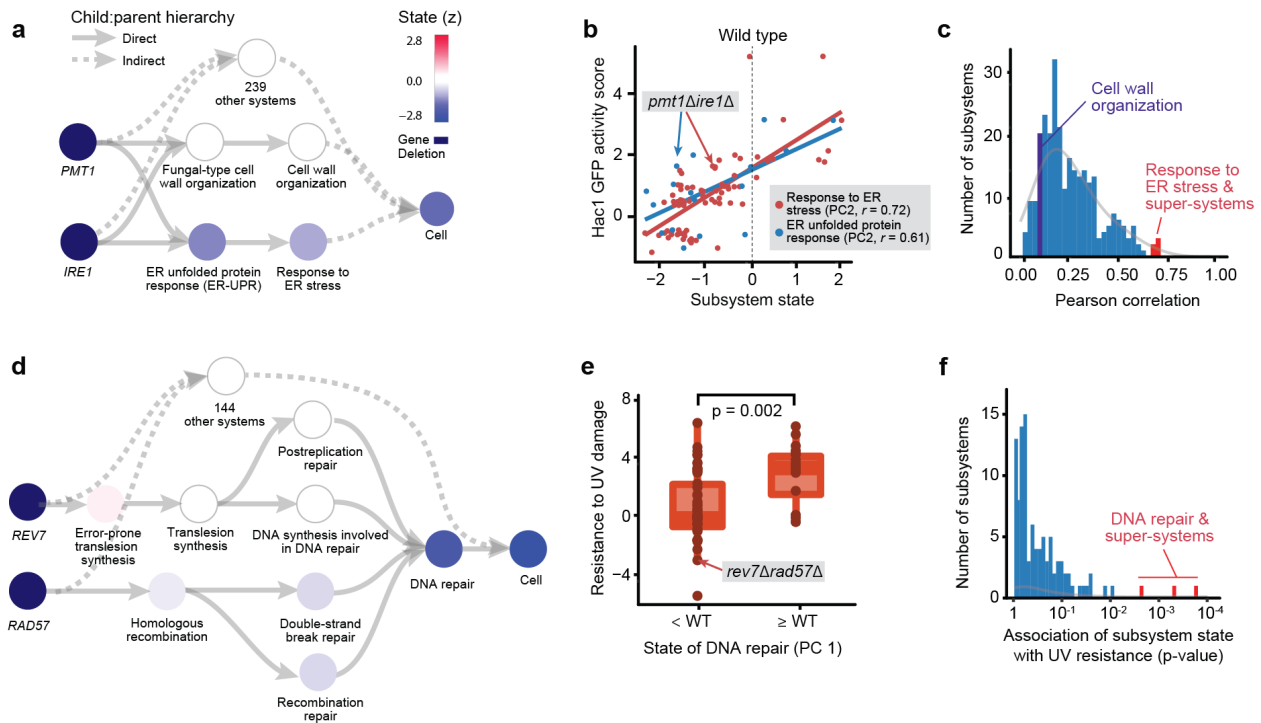 a
Child:parent hierarchy
Direct
Indirect
State (z)
2.8
0.0
−2.8
Gene
Deletion
239
other systems
PMT1
Fungal-type cell
wall organization
Cell wall
organization
Cell
IRE1
ER unfolded protein
response (ER-UPR)
Response to
ER stress
b
Wild type
Hac1 GFP activity score
4
2
0
pmt1Δire1Δ
Response to ER
stress (PC2, r = 0.72)
ER unfolded protein
response (PC2, r = 0.61)
−2
−1
0
1
2
Subsystem state
c
Number of subsystems
30
20
10
0
Cell wall
organization
Response to
ER stress &
super-systems
0.00
0.25
0.50
0.75
1.00
Pearson correlation
d
144
other systems
Postreplication
repair
REV7
Error-prone
translesion
synthesis
Translesion
synthesis
DNA synthesis involved
in DNA repair
DNA repair
Cell
RAD57
Homologous
recombination
Double-strand
break repair
Recombination
repair
e
Resistance to UV damage
8
4
0
−4
p = 0.002
rev7Δrad57Δ
< WT
≥ WT
State of DNA repair (PC 1)
f
Number of subsystems
15
10
5
0
DNA repair &
super-systems
1
10-1
10-2
10-3
10-4
Association of subsystem state
with UV resistance (p-value)